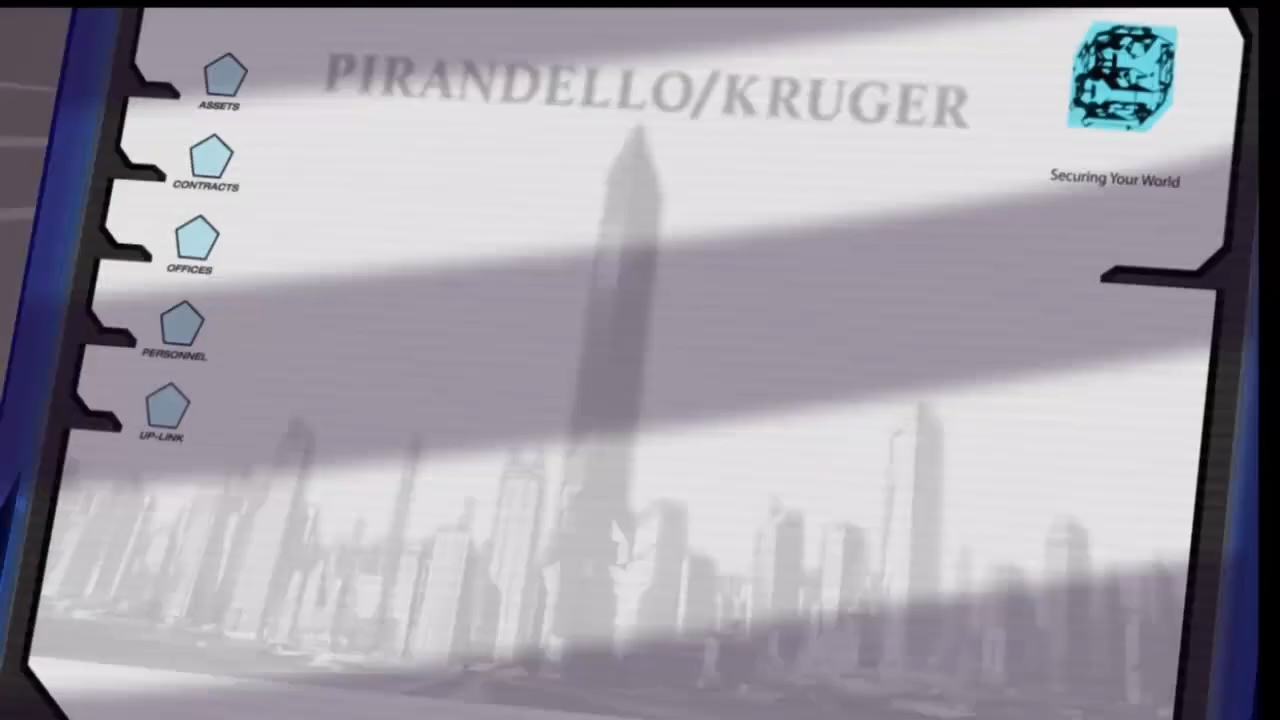 PIRANDELLO/KRUGER
Securing Your World
ASSETS
CONTRACTS
OFFICES
PERSONNEL
UP-LINK